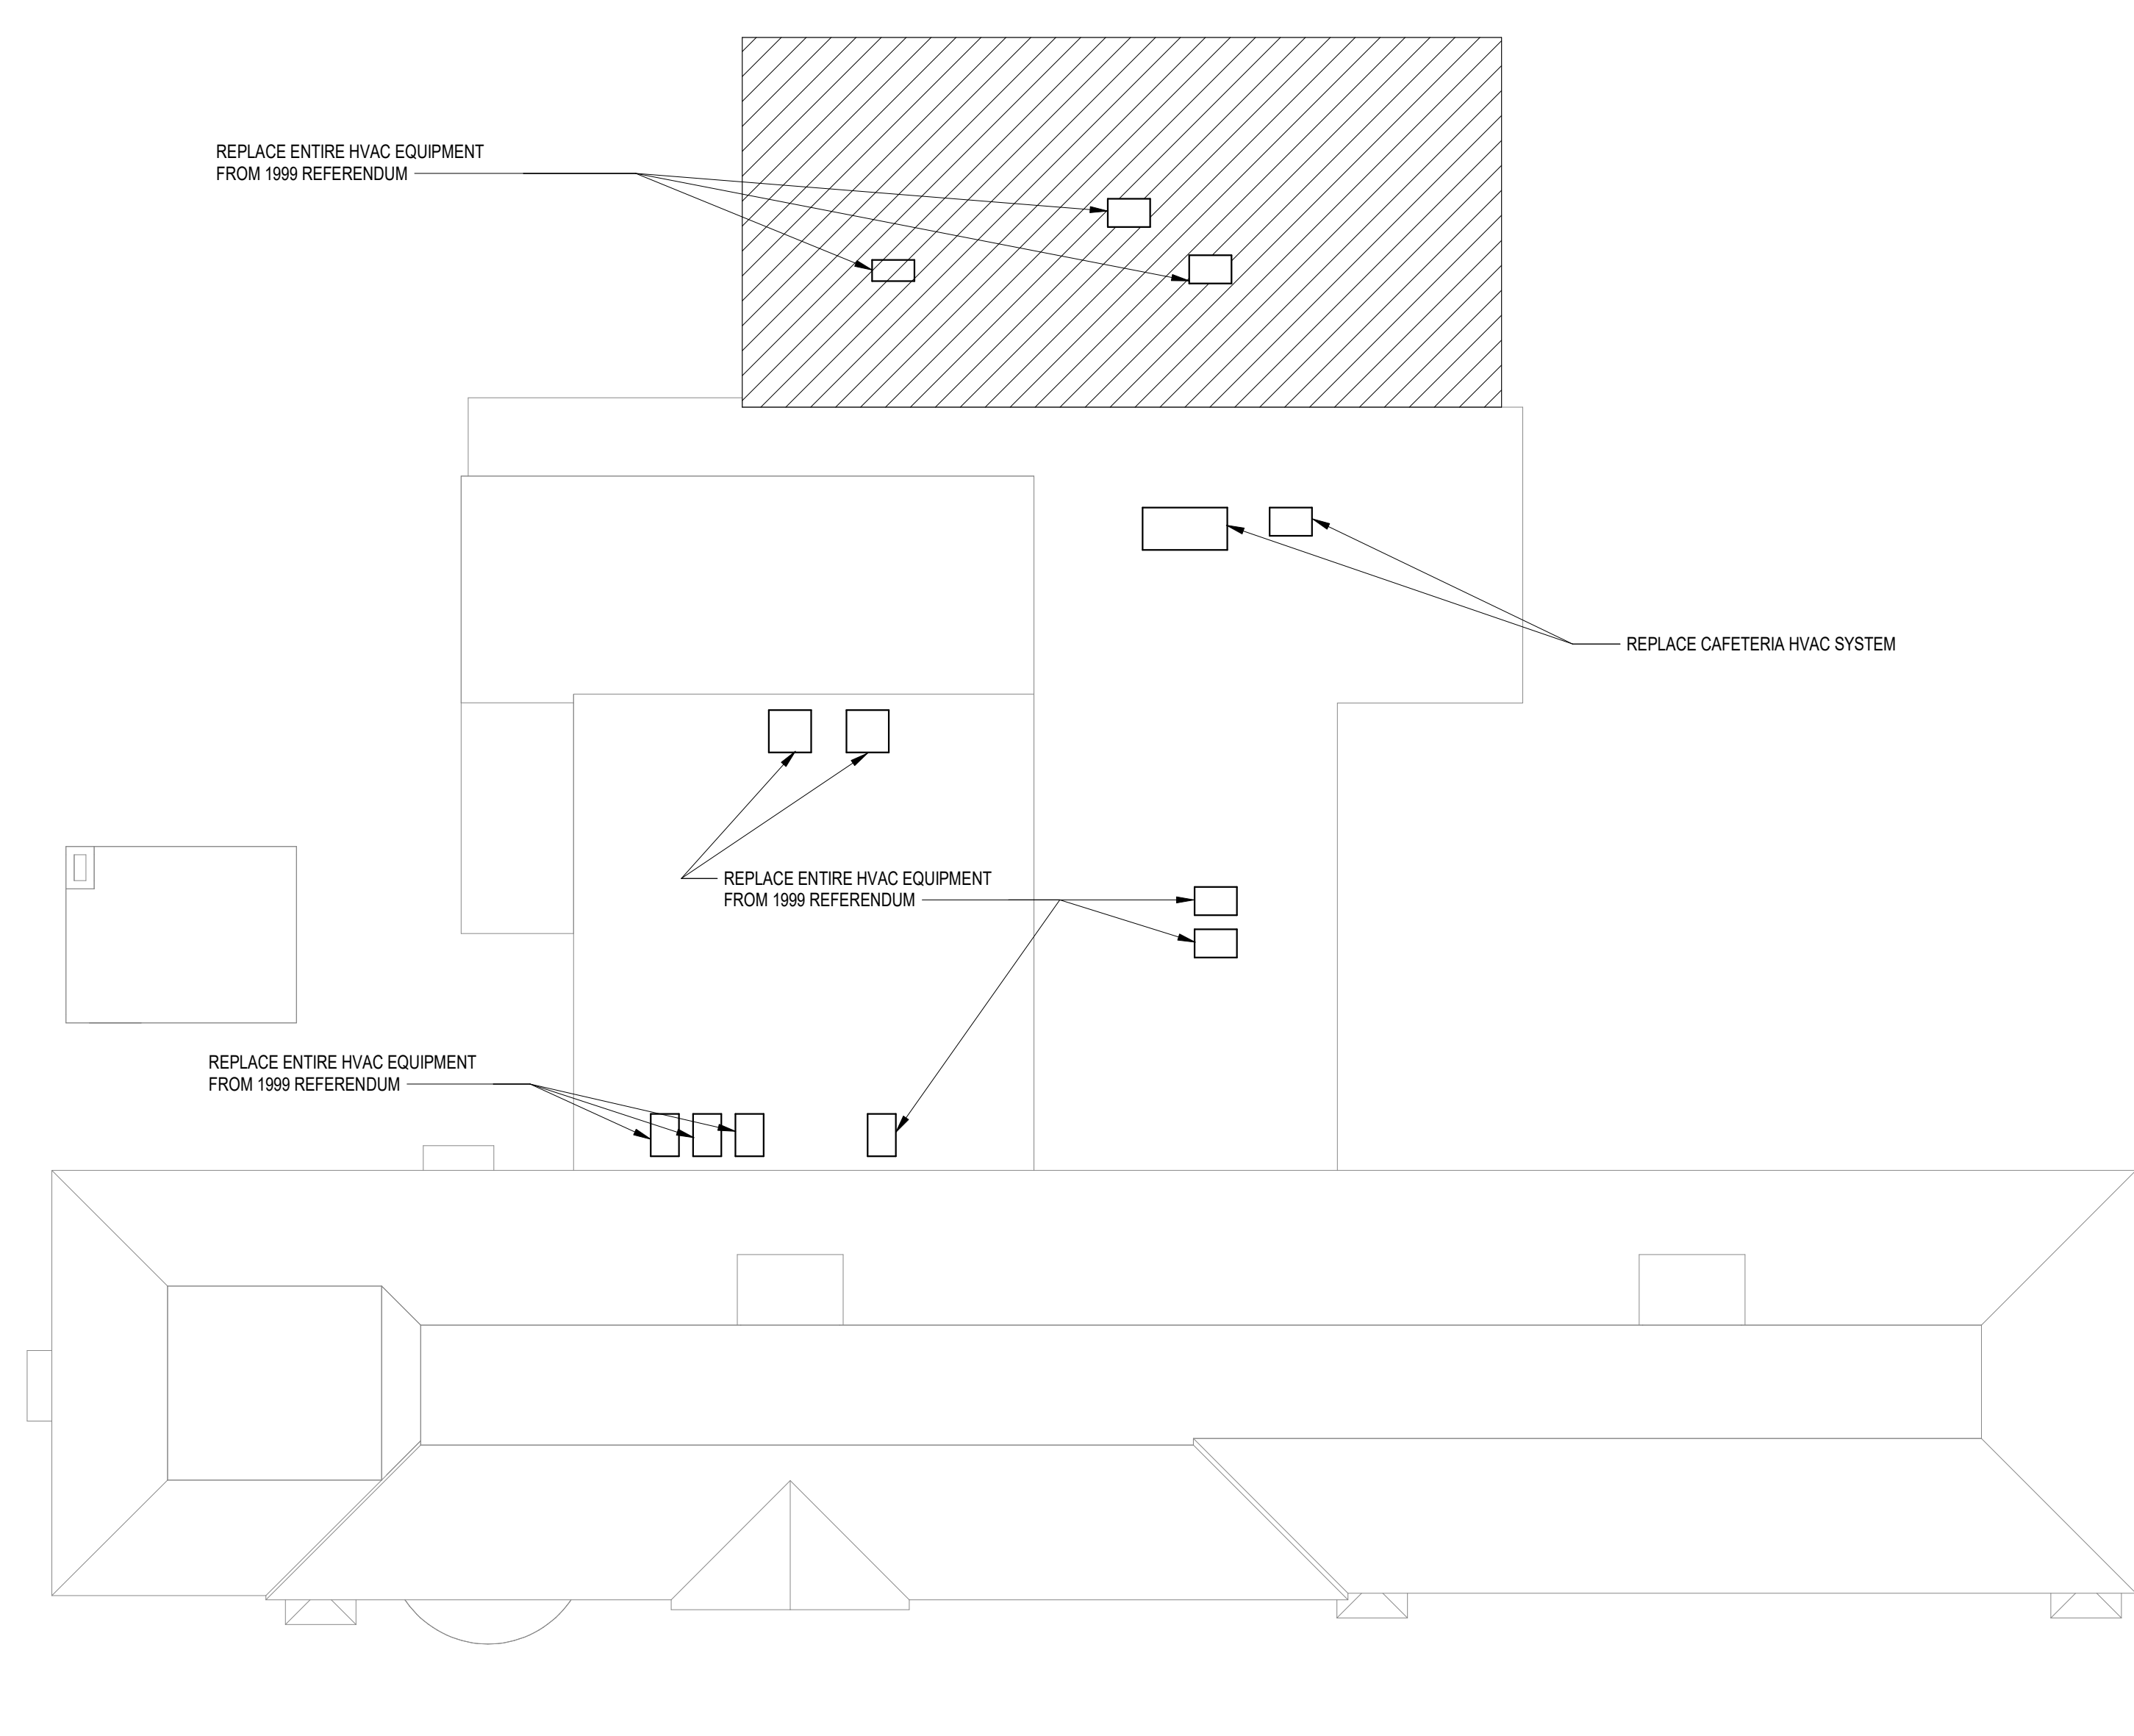 REPLACE ENTIRE HVAC EQUIPMENT
FROM 1999 REFERENDUM
REPLACE CAFETERIA HVAC SYSTEM
REPLACE ENTIRE HVAC EQUIPMENT
FROM 1999 REFERENDUM
REPLACE ENTIRE HVAC EQUIPMENT
FROM 1999 REFERENDUM